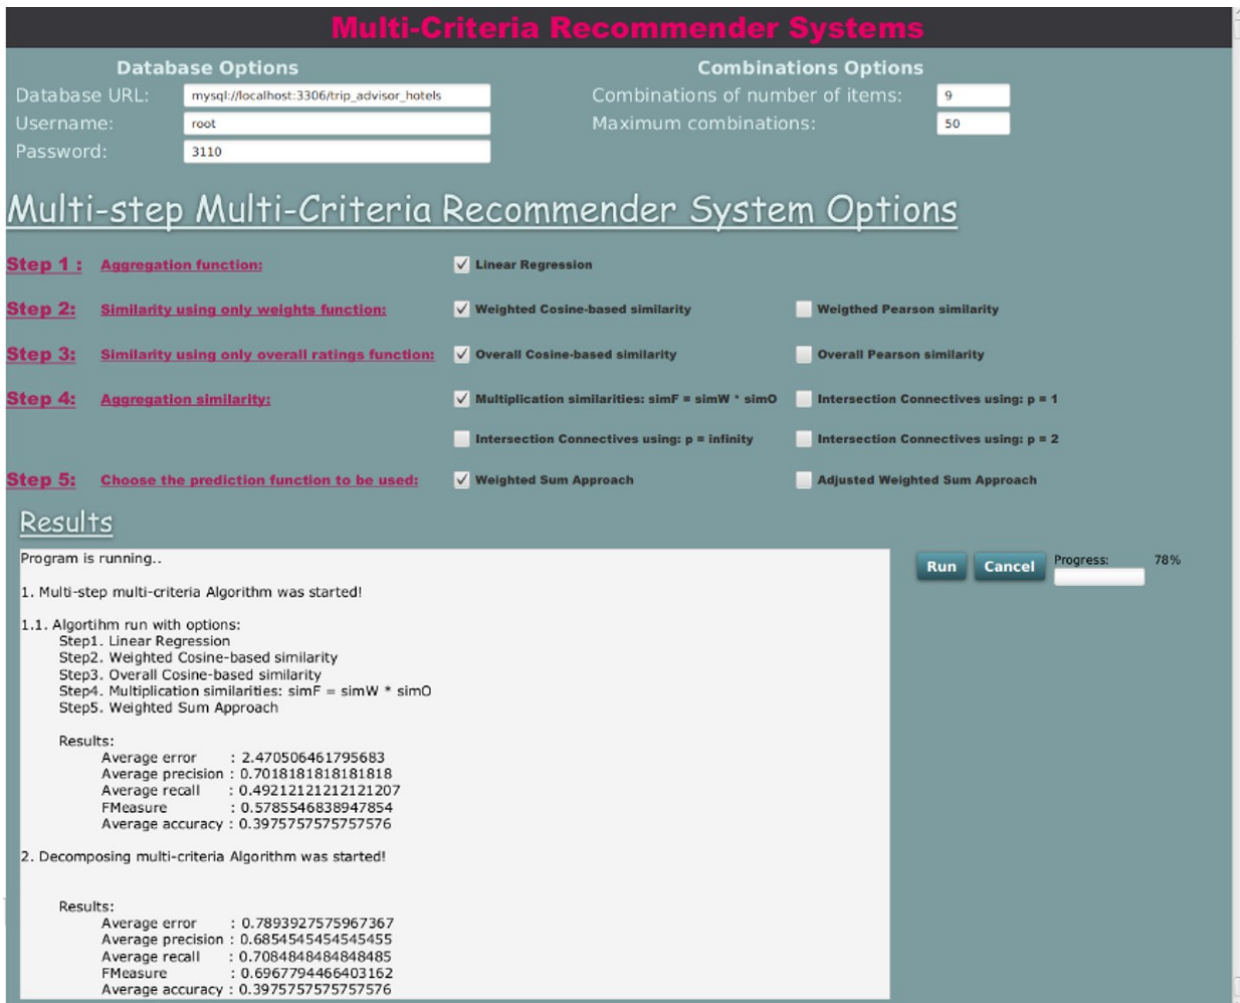 Multi-Criteria Recommender Systems
Database Options
Combinations Options
Database URL: mysql://localhost:3306/trip_advisor_hotels
Combinations of number of items: 9
Username: root
Maximum combinations: 50
Password: 3110
Multi-step Multi-Criteria Recommender System Options
Step 1 : Aggregation function: Linear Regression
Step 2: Similarity using only weights function: Weighted Cosine-based similarity Weigthed Pearson similarity
Step 3: Similarity using only overall ratings function: Overall Cosine-based similarity Overall Pearson similarity
Step 4: Aggregation similarity: Multiplication similarities: simF = simW * simO Intersection Connectives using: p = 1
Intersection Connectives using: p = infinity Intersection Connectives using: p = 2
Step 5: Choose the prediction function to be used: Weighted Sum Approach Adjusted Weighted Sum Approach
Results
Run Cancel Progress: 78%
Program is running..
1. Multi-step multi-criteria Algorithm was started!
1.1. Algortihm run with options:
Step1. Linear Regression
Step2. Weighted Cosine-based similarity
Step3. Overall Cosine-based similarity
Step4. Multiplication similarities: simF = simW * simO
Step5. Weighted Sum Approach
Results:
Average error : 2.470506461795683
Average precision : 0.7018181818181818
Average recall : 0.49212121212121207
FMeasure : 0.5785546838947854
Average accuracy : 0.3975757575757576
2. Decomposing multi-criteria Algorithm was started!
Results:
Average error : 0.7893927575967367
Average precision : 0.6854545454545455
Average recall : 0.7084848484848485
FMeasure : 0.6967794466403162
Average accuracy : 0.3975757575757576